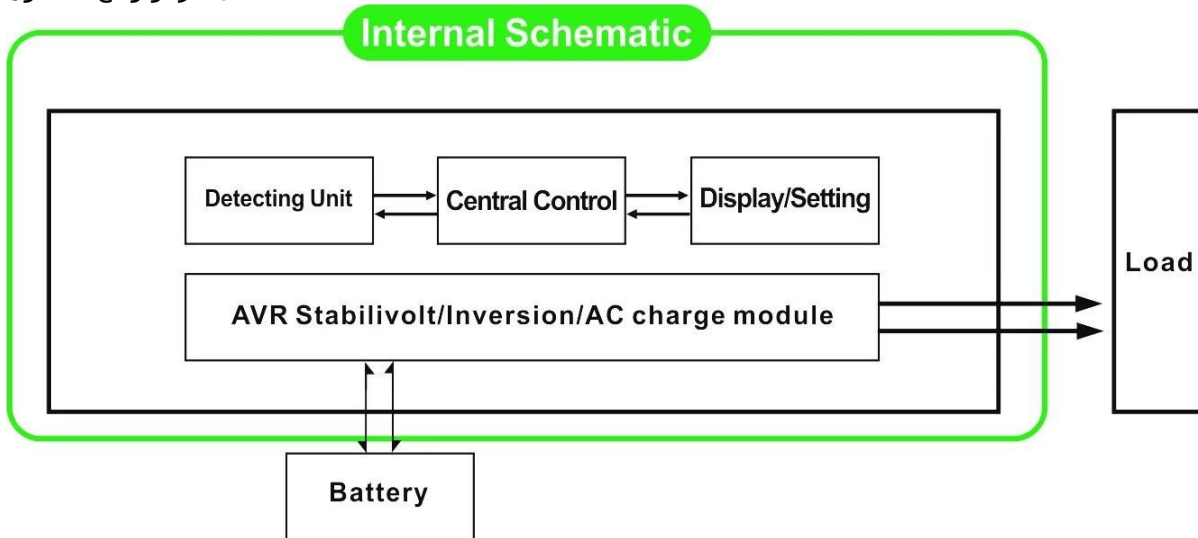 Internal Schematic
Detecting Unit
Central Control
Display/Setting
Load
AVR Stabilivolt/Inversion/AC charge module
Battery